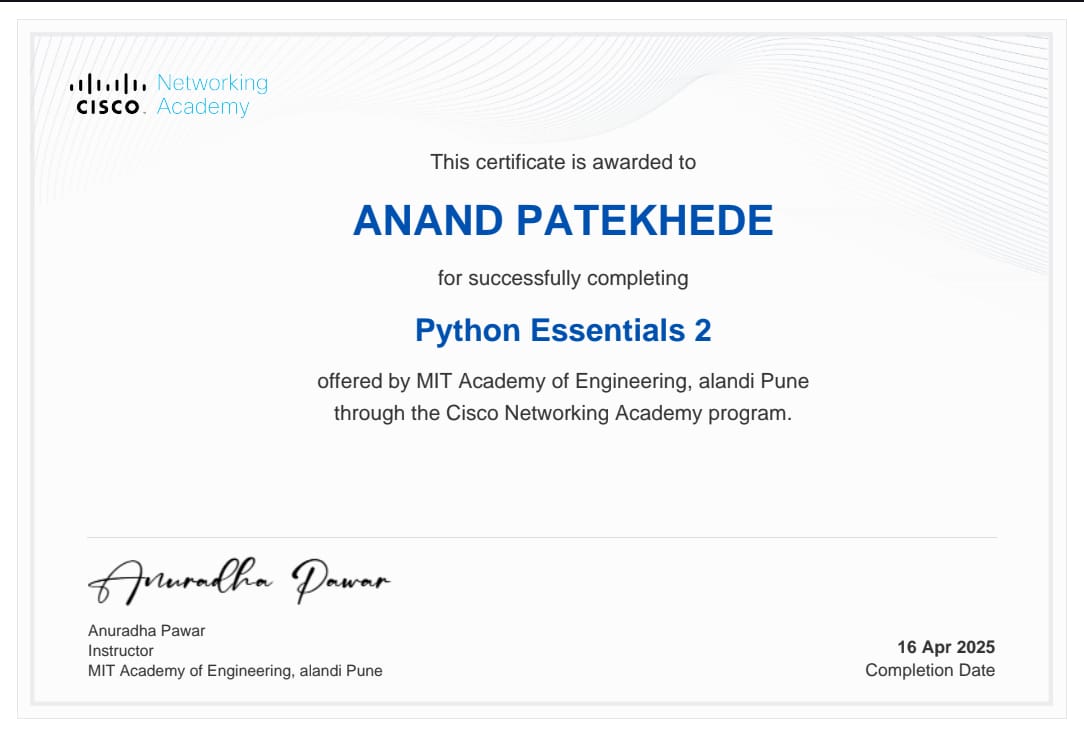 Networking
CISCO. Academy
This certificate is awarded to
ANAND PATEKHEDE
for successfully completing
Python Essentials 2
offered by MIT Academy of Engineering, alandi Pune
through the Cisco Networking Academy program.
Anuradha Pawar
Anuradha Pawar
Instructor
MIT Academy of Engineering, alandi Pune
16 Apr 2025
Completion Date